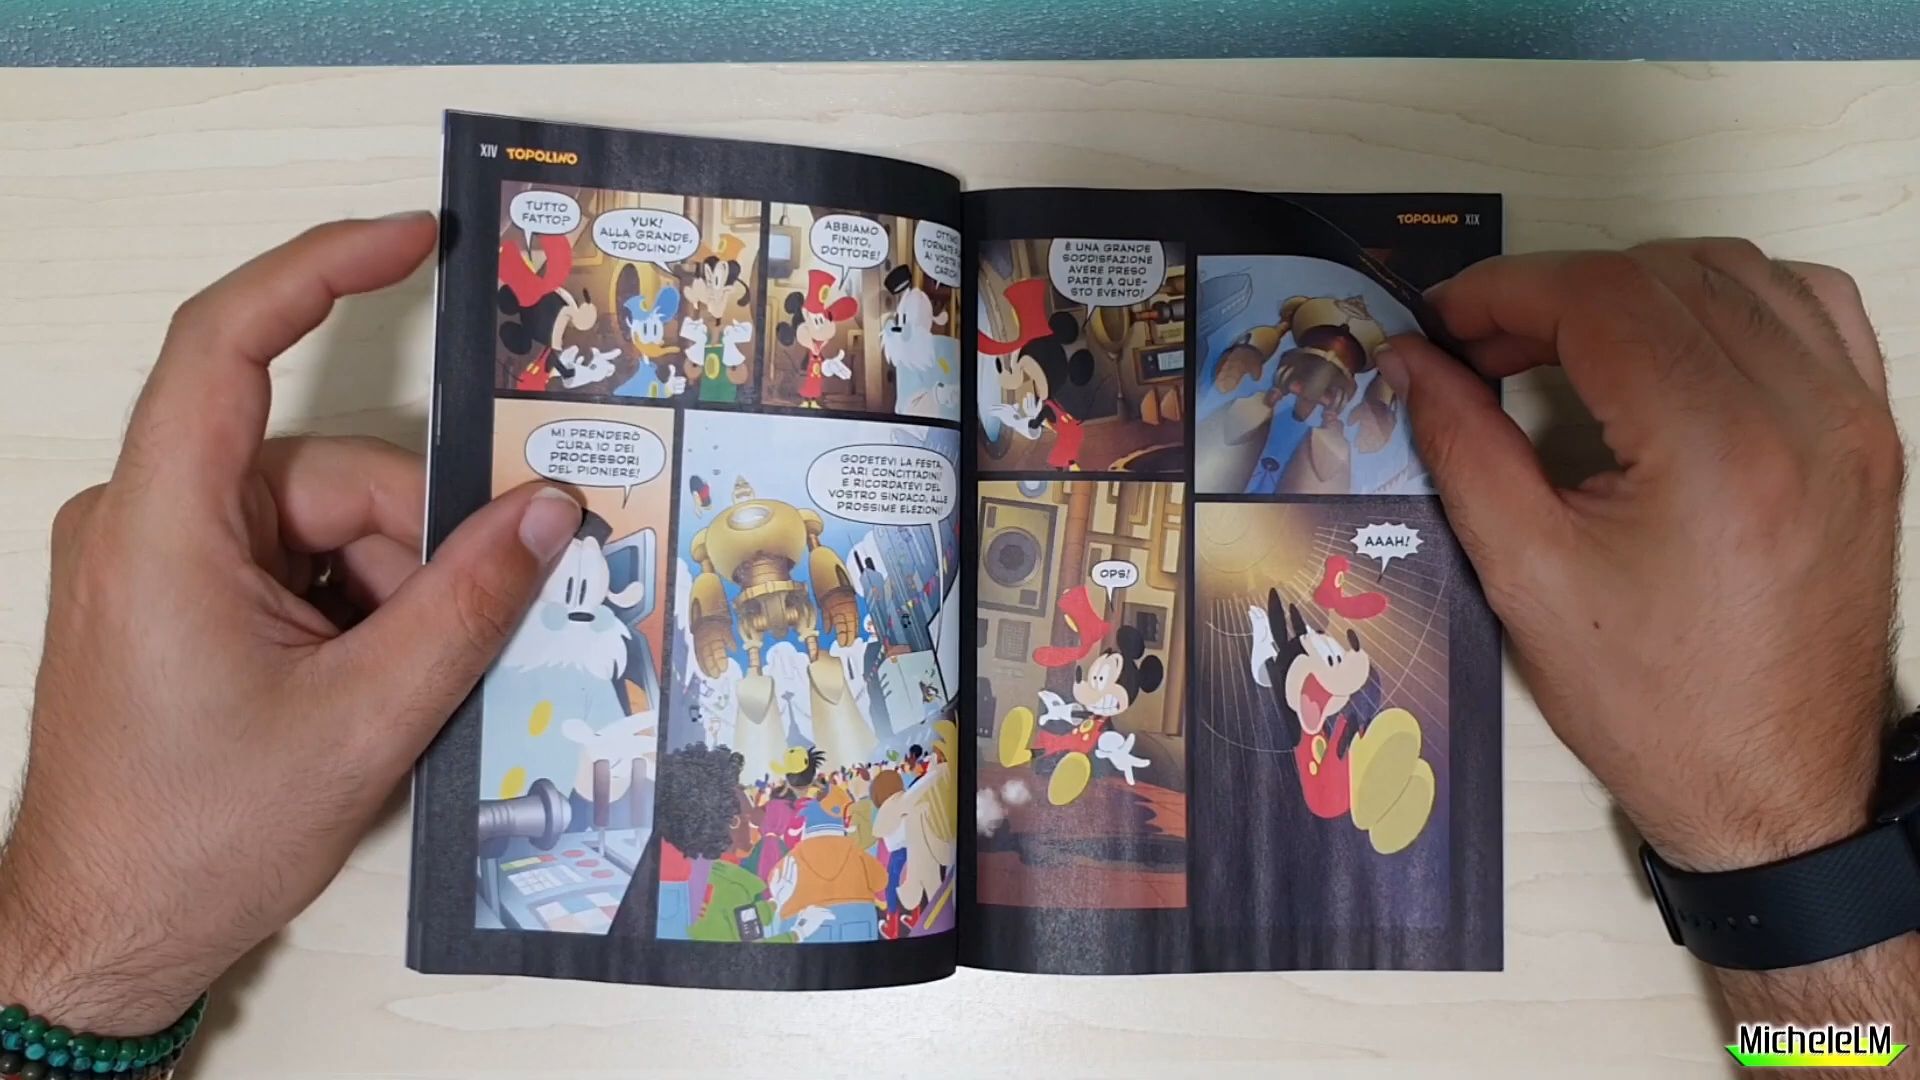 XIV TOPOLINO
TUTTO
FATTO?
YUK!
ALLA GRANDE,
TOPOLINO!
ABBIAMO
FINITO,
DOTTORE!
MI PRENDERÒ
CURA IO DEI
PROCESSORI
DEL PIONIERE!
GODETEVI LA FESTA,
CARI CONCITTADINI!
E RICORDATEVI DEL
VOSTRO SINDACO, ALLE
PROSSIME ELEZIONI!
TOPOLINO XIX
È UNA GRANDE
SODDISFAZIONE
AVERE PRESO
PARTE A QUE-
STO EVENTO!
OPS!
AAAH!
MicheleLM